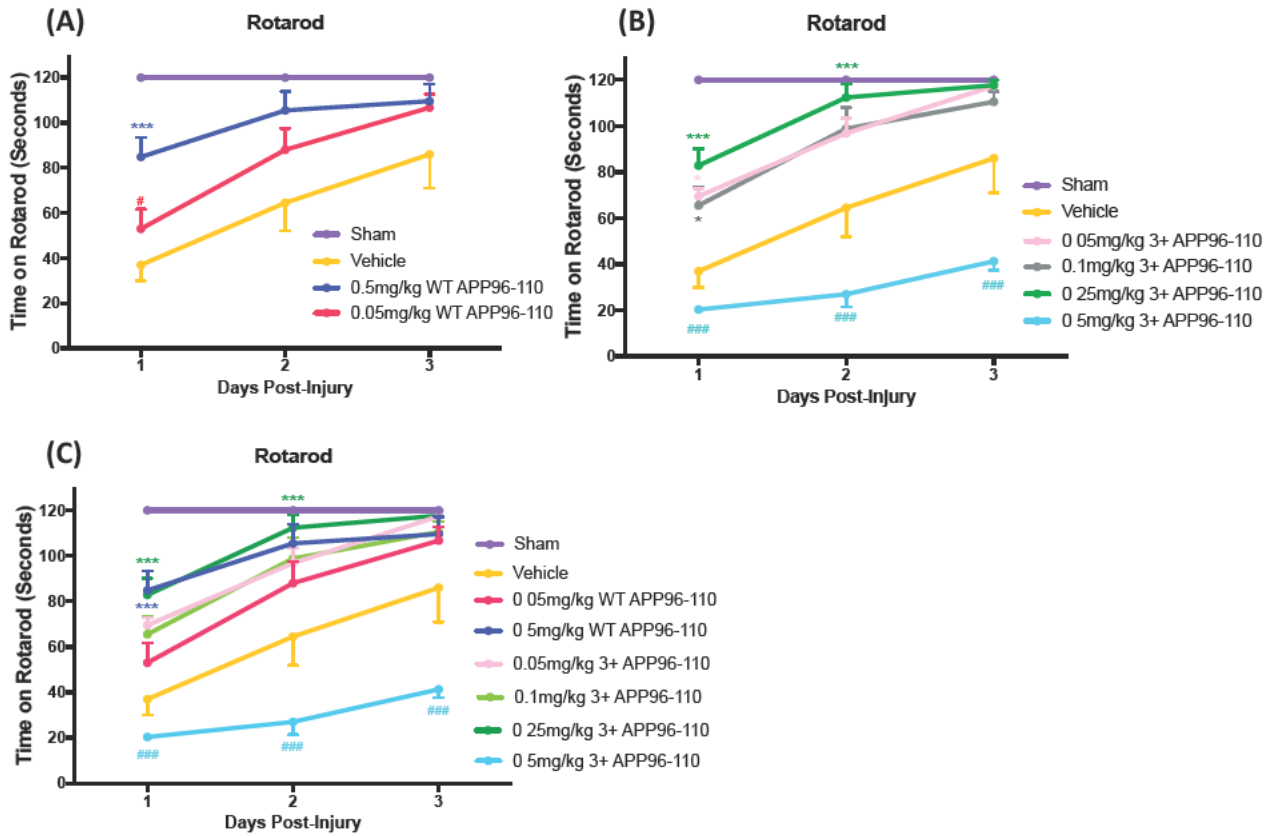 (A)
Rotarod
Time on Rotarod (Seconds)
120
100
80
60
40
20
0
***
#
Sham
Vehicle
0.5mg/kg WT APP96-110
0.05mg/kg WT APP96-110
1
2
3
Days Post-Injury
(B)
Rotarod
Time on Rotarod (Seconds)
120
100
80
60
40
20
0
***
***
*
*
###
###
###
Sham
Vehicle
0 05mg/kg 3+ APP96-110
0.1mg/kg 3+ APP96-110
0 25mg/kg 3+ APP96-110
0 5mg/kg 3+ APP96-110
1
2
3
Days Post-Injury
(C)
Rotarod
Time on Rotarod (Seconds)
120
100
80
60
40
20
0
***
***
***
###
###
###
Sham
Vehicle
0 05mg/kg WT APP96-110
0 5mg/kg WT APP96-110
0.05mg/kg 3+ APP96-110
0.1mg/kg 3+ APP96-110
0 25mg/kg 3+ APP96-110
0 5mg/kg 3+ APP96-110
1
2
3
Days Post-Injury